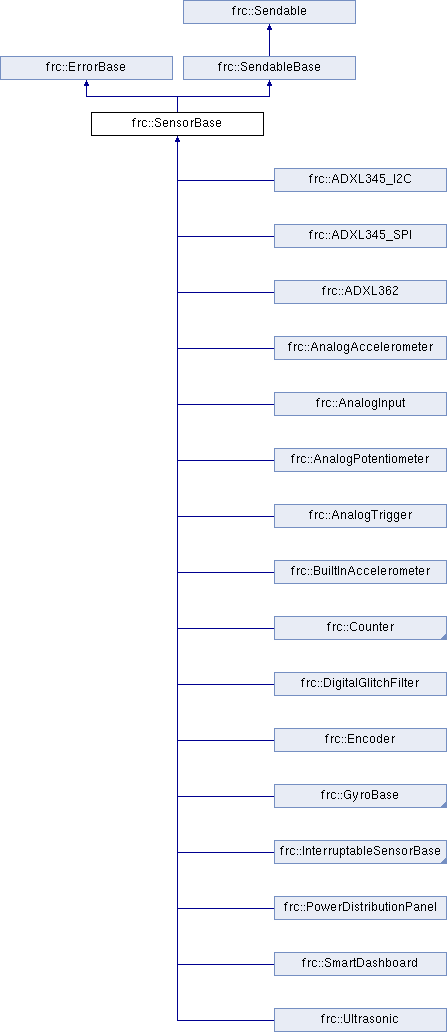 frc::Sendable
frc::ErrorBase
frc::SendableBase
frc::SensorBase
frc::ADXL345_I2C
frc::ADXL345_SPI
frc::ADXL362
frc::AnalogAccelerometer
frc::AnalogInput
frc::AnalogPotentiometer
frc::AnalogTrigger
frc::BuiltInAccelerometer
frc::Counter
frc::DigitalGlitchFilter
frc::Encoder
frc::GyroBase
frc::InterruptableSensorBase
frc::PowerDistributionPanel
frc::SmartDashboard
frc::Ultrasonic